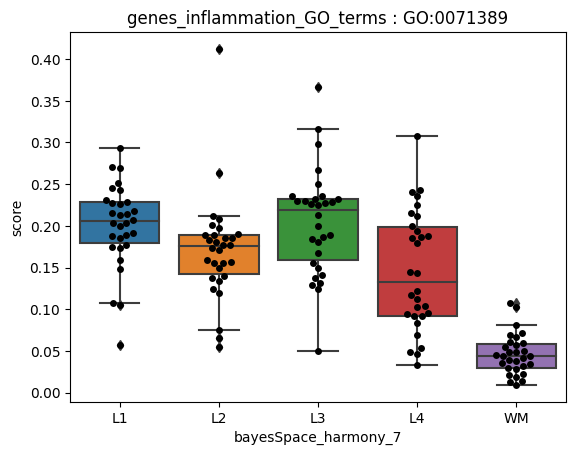 genes_inflammation_GO_terms : GO:0071389
0.40
0.35
0.30
0.25
0.20
0.15
0.10
0.05
0.00
score
L1 L2 L3 L4 WM
bayesSpace_harmony_7